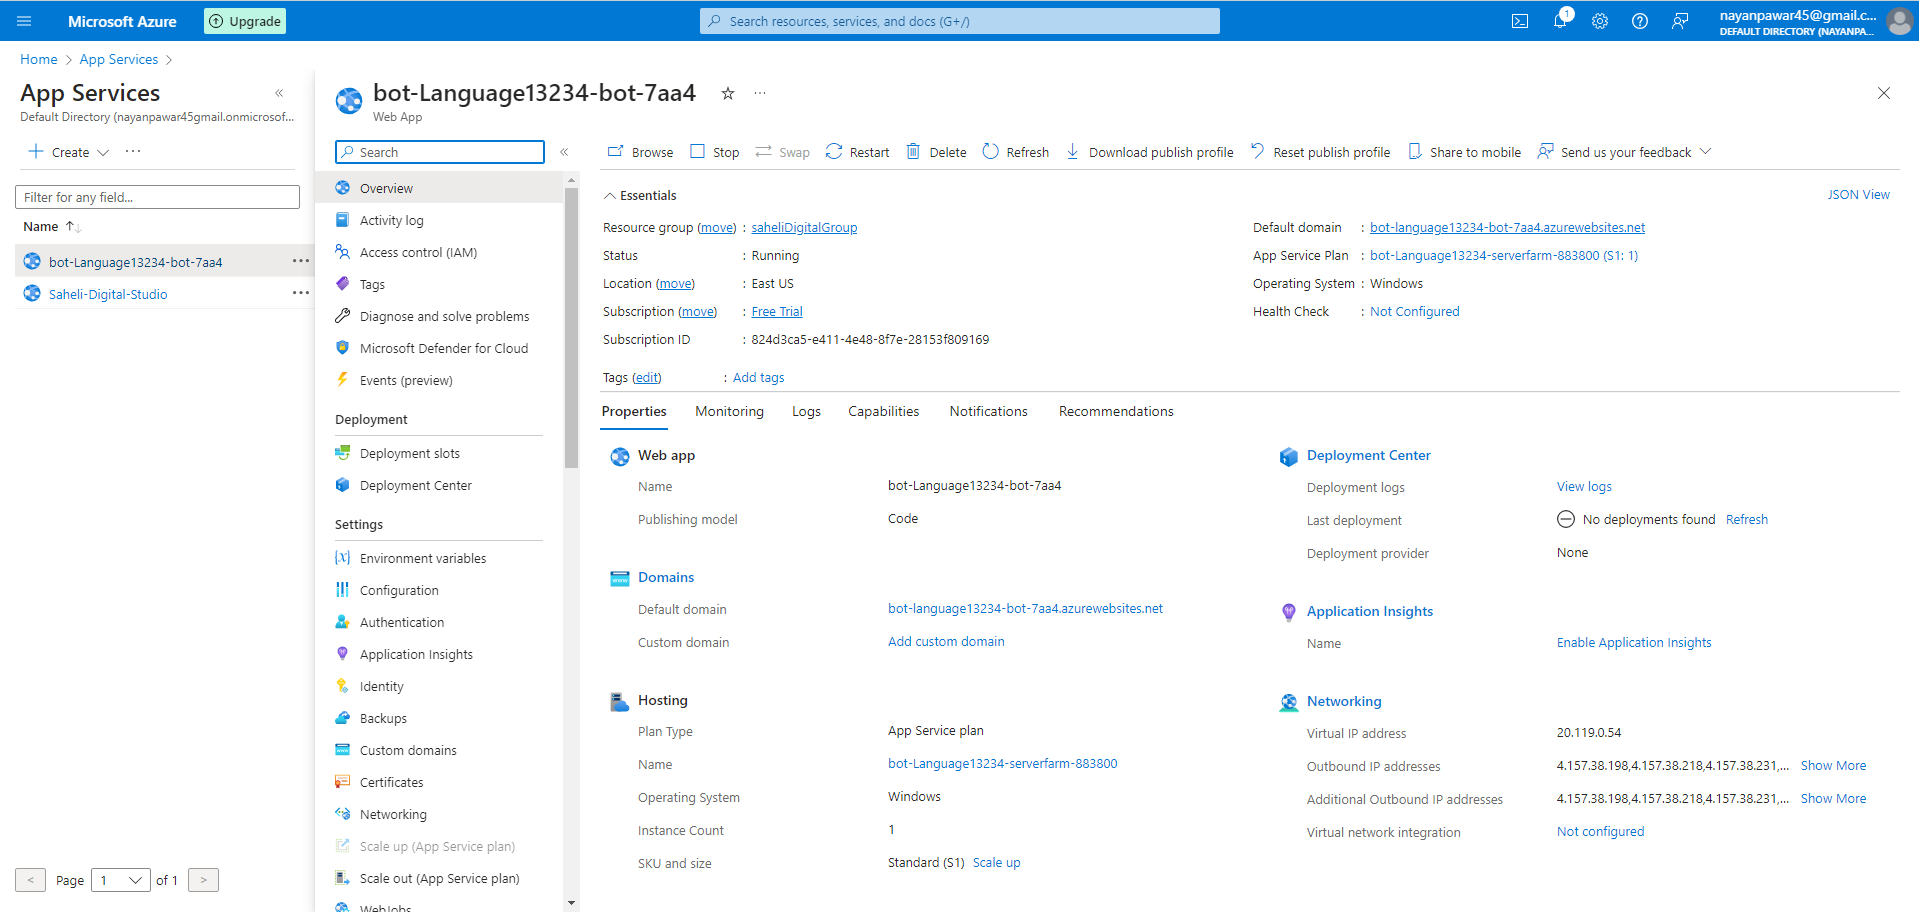 Microsoft Azure
Upgrade
Search resources, services, and docs (G+/)
1
nayanpawar45@gmail.c...
DEFAULT DIRECTORY (NAYANPA...
Home > App Services >
App Services
Default Directory (nayanpawar45gmail.onmicrosof...
Create
Filter for any field...
Name
bot-Language13234-bot-7aa4
Saheli-Digital-Studio
< Page 1 of 1 >
bot-Language13234-bot-7aa4
Web App
Search
Overview
Activity log
Access control (IAM)
Tags
Diagnose and solve problems
Microsoft Defender for Cloud
Events (preview)
Deployment
Deployment slots
Deployment Center
Settings
Environment variables
Configuration
Authentication
Application Insights
Identity
Backups
Custom domains
Certificates
Networking
Scale up (App Service plan)
Scale out (App Service plan)
WebJobs
Browse Stop Swap Restart Delete Refresh Download publish profile Reset publish profile Share to mobile Send us your feedback
Essentials
JSON View
Resource group (move) : saheliDigitalGroup
Status : Running
Location (move) : East US
Subscription (move) : Free Trial
Subscription ID : 824d3ca5-e411-4e48-8f7e-28153f809169
Default domain : bot-language13234-bot-7aa4.azurewebsites.net
App Service Plan : bot-Language13234-serverfarm-883800 (S1: 1)
Operating System : Windows
Health Check : Not Configured
Tags (edit) : Add tags
Properties Monitoring Logs Capabilities Notifications Recommendations
Web app
Name bot-Language13234-bot-7aa4
Publishing model Code
Domains
Default domain bot-language13234-bot-7aa4.azurewebsites.net
Custom domain Add custom domain
Hosting
Plan Type App Service plan
Name bot-Language13234-serverfarm-883800
Operating System Windows
Instance Count 1
SKU and size Standard (S1) Scale up
Deployment Center
Deployment logs View logs
Last deployment No deployments found Refresh
Deployment provider None
Application Insights
Name Enable Application Insights
Networking
Virtual IP address 20.119.0.54
Outbound IP addresses 4.157.38.198,4.157.38.218,4.157.38.231,... Show More
Additional Outbound IP addresses 4.157.38.198,4.157.38.218,4.157.38.231,... Show More
Virtual network integration Not configured